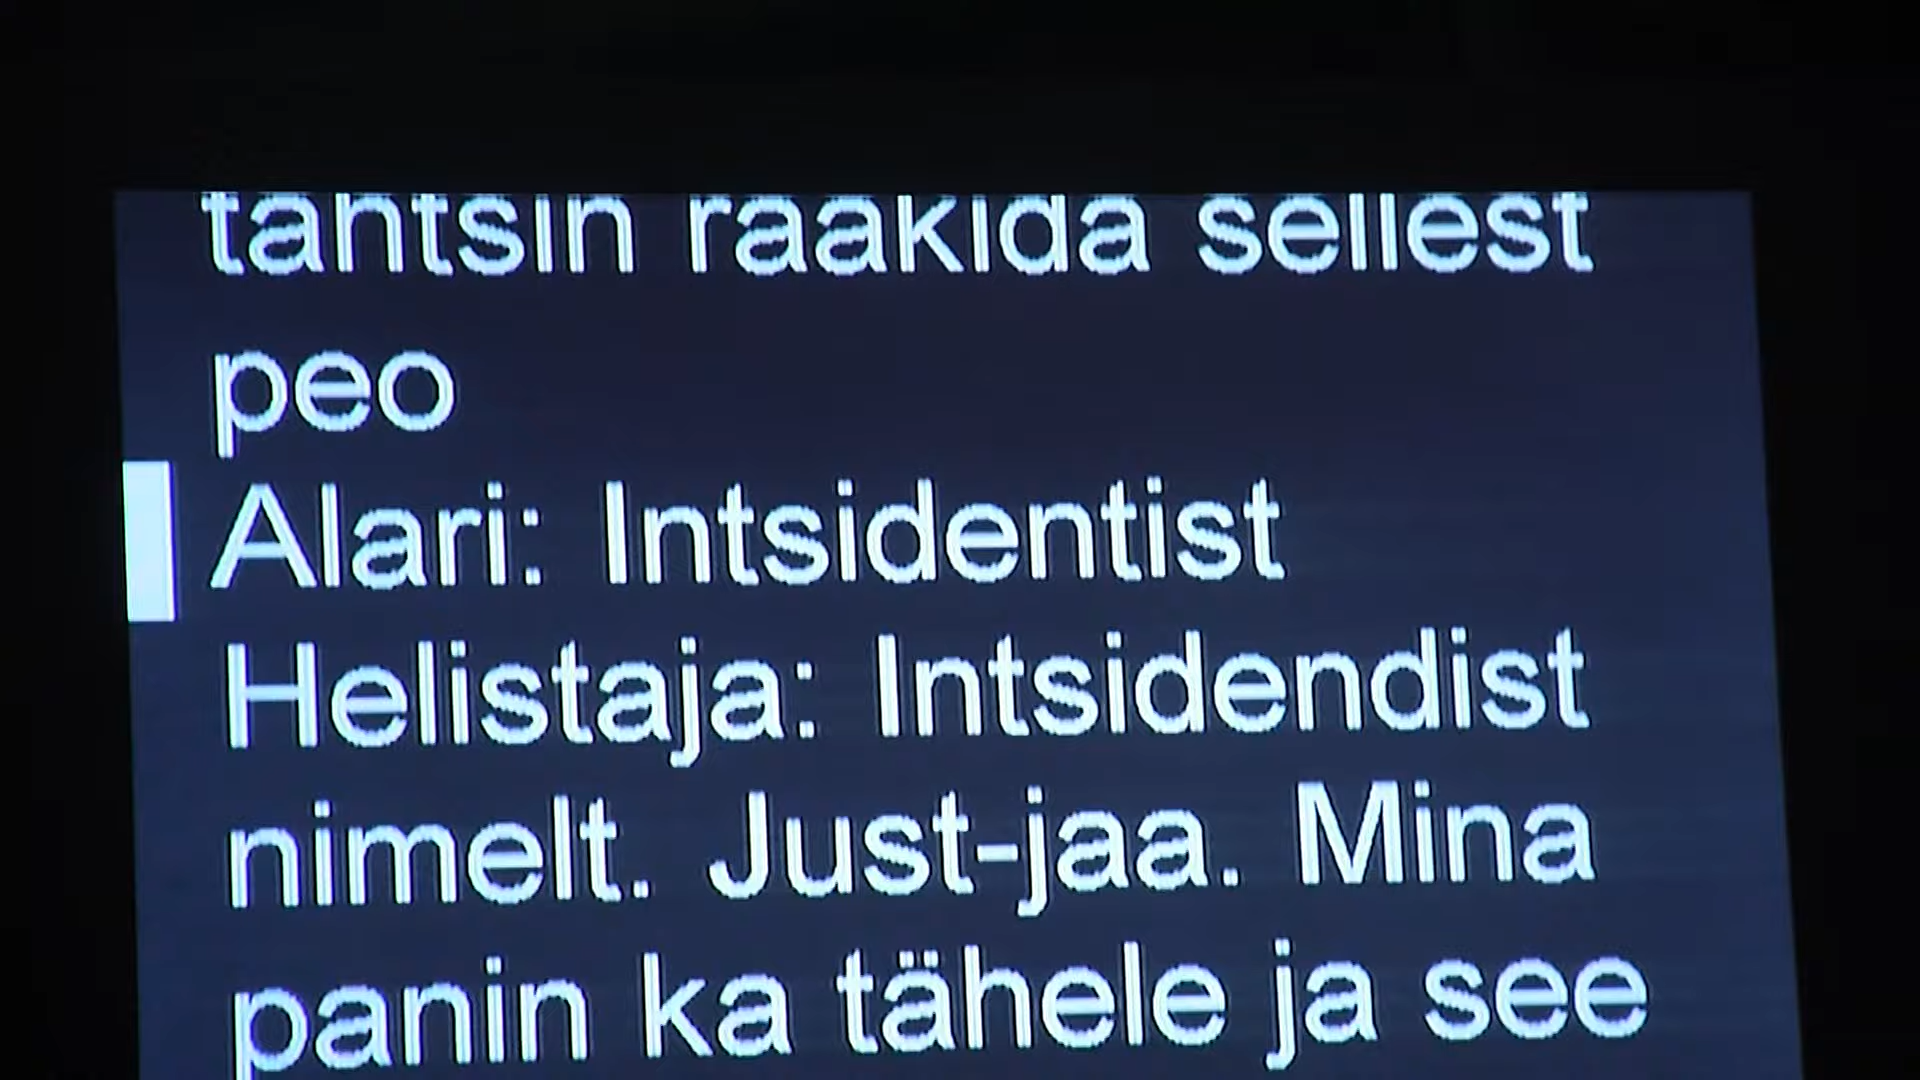 tahtsin rääkida sellest
peo
Alari: Intsidentist
Helistaja: Intsidendist
nimelt. Just-jaa. Mina
panin ka tähele ja see